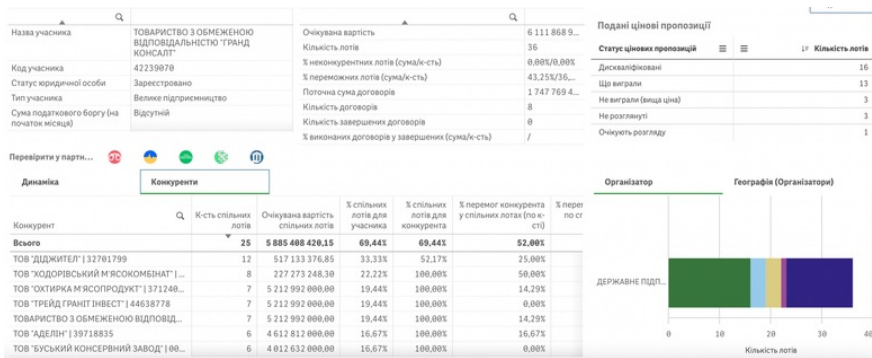 Назва учасника
ТОВАРИСТВО З ОБМЕЖЕНОЮ
ВІДПОВІДАЛЬНІСТЮ "ГРАНД
КОНСАЛТ"
Код учасника
42239070
Статус юридичної особи
Зареєстровано
Тип учасника
Велике підприємництво
Сума податкового боргу (на
початок місяця)
Відсутній
Очікувана вартість
6 111 868 9...
Кількість лотів
36
% неконкурентних лотів (сума/к-сть)
0,00%/0,00%
% переможних лотів (сума/к-сть)
43,25%/36,...
Поточна сума договорів
1 747 769 4...
Кількість договорів
8
Кількість завершених договорів
0
% виконаних договорів у завершених (сума/к-сть)
/
Подані цінові пропозиції
Статус цінових пропозицій
Кількість лотів
Дискваліфіковані
16
Що виграли
13
Не виграли (вища ціна)
3
Не розглянуті
3
Очікують розгляду
1
Перевірити у партн...
Динаміка
Конкуренти
Конкурент
К-сть спільних
лотів
Очікувана вартість
спільних лотів
% спільних
лотів для
учасника
% спільних
лотів для
конкурента
% перемог конкурента
у спільних лотах (по к-
сті)
% перем
по сп
Всього
25
5 885 408 420,15
69,44%
69,44%
52,00%
ТОВ "ДІДЖИТЕЛ" | 32701799
12
517 133 376,85
33,33%
52,17%
25,00%
ТОВ "ХОДОРІВСЬКИЙ М'ЯСОКОМБІНАТ" | ...
8
227 273 248,30
22,22%
100,00%
50,00%
ТОВ "ОХТИРКА М'ЯСОПРОДУКТ" | 371240...
7
5 212 992 000,00
19,44%
100,00%
14,29%
ТОВ "ТРЕЙД ГРАНІТ ІНВЕСТ" | 44638778
7
5 212 992 000,00
19,44%
100,00%
0,00%
ТОВАРИСТВО З ОБМЕЖЕНОЮ ВІДПОВІД...
7
5 212 992 000,00
19,44%
100,00%
14,29%
ТОВ "АДЕЛІН" | 39718835
6
4 612 812 000,00
16,67%
100,00%
16,67%
ТОВ "БУСЬКИЙ КОНСЕРВНИЙ ЗАВОД" | 00...
6
4 012 632 000,00
16,67%
100,00%
0,00%
Організатор
Географія (Організатори)
ДЕРЖАВНЕ ПІДП...
0
10
20
30
40
Кількість лотів